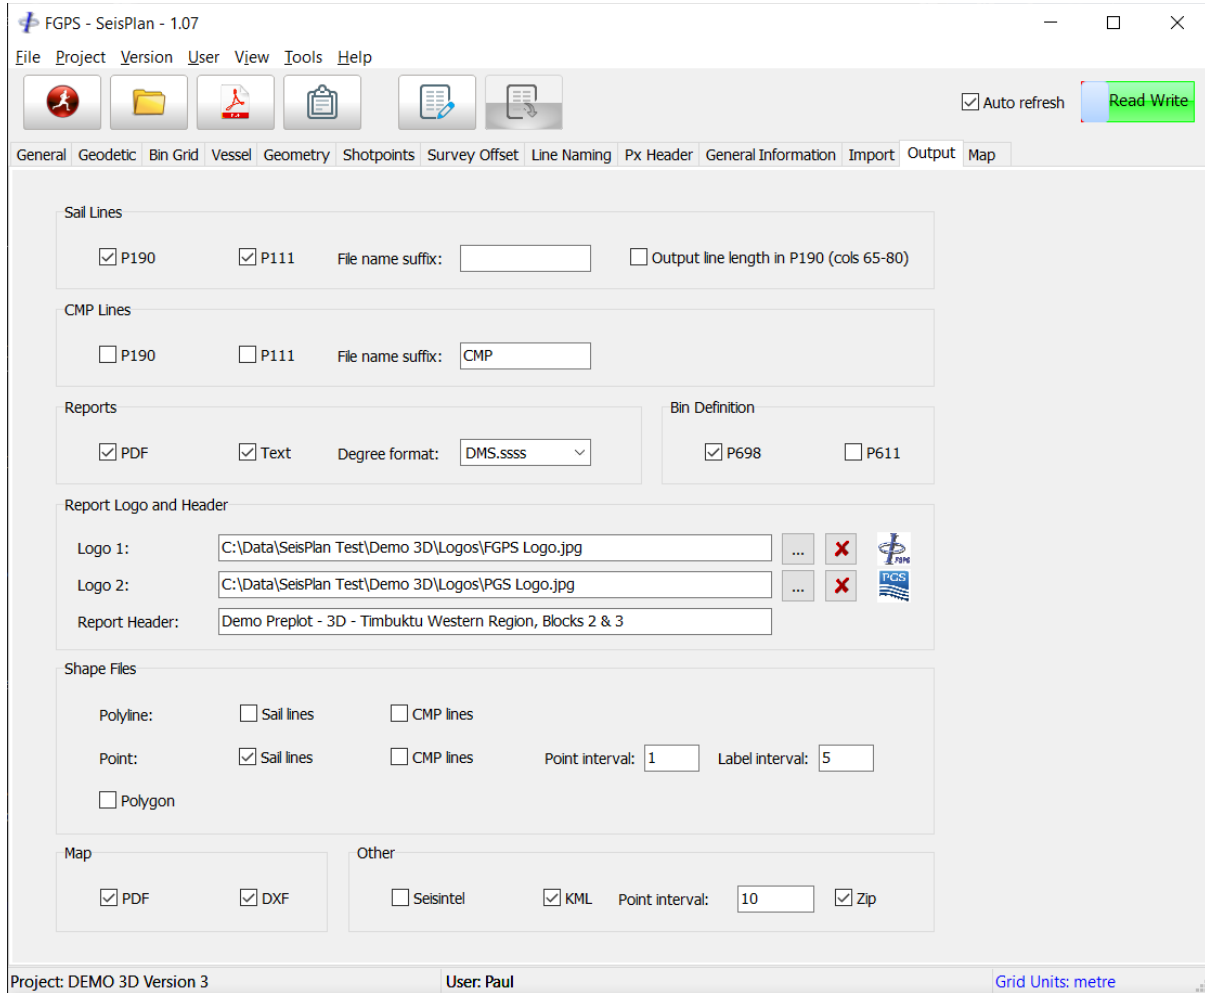 FGPS - SeisPlan - 1.07
File Project Version User View Tools Help
Auto refresh
Read Write
General Geodetic Bin Grid Vessel Geometry Shotpoints Survey Offset Line Naming Px Header General Information Import Output Map
Sail Lines
P190 P111 File name suffix: Output line length in P190 (cols 65-80)
CMP Lines
P190 P111 File name suffix: CMP
Reports Bin Definition
PDF Text Degree format: DMS.ssss P698 P611
Report Logo and Header
Logo 1: C:\Data\SeisPlan Test\Demo 3D\Logos\FGPS Logo.jpg ... FGPS
Logo 2: C:\Data\SeisPlan Test\Demo 3D\Logos\PGS Logo.jpg ... PGS
Report Header: Demo Preplot - 3D - Timbuktu Western Region, Blocks 2 & 3
Shape Files
Polyline: Sail lines CMP lines
Point: Sail lines CMP lines Point interval: 1 Label interval: 5
Polygon
Map Other
PDF DXF Seisintel KML Point interval: 10 Zip
Project: DEMO 3D Version 3 User: Paul Grid Units: metre